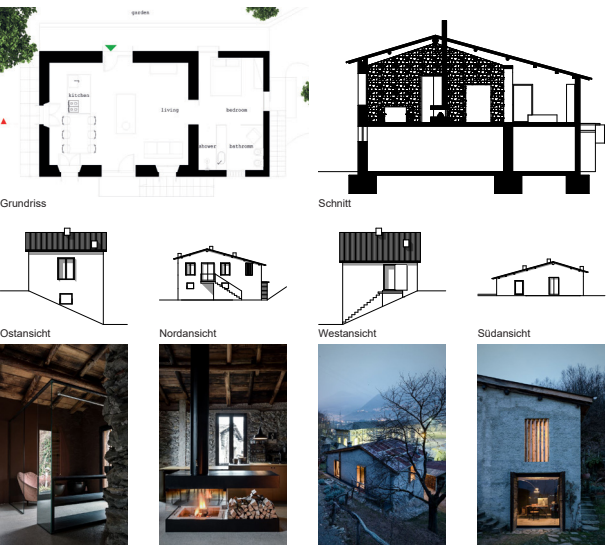 garden
kitchen
living
bedroom
shower
bathroom
Grundriss
Schnitt
Ostansicht
Nordansicht
Westansicht
Südansicht